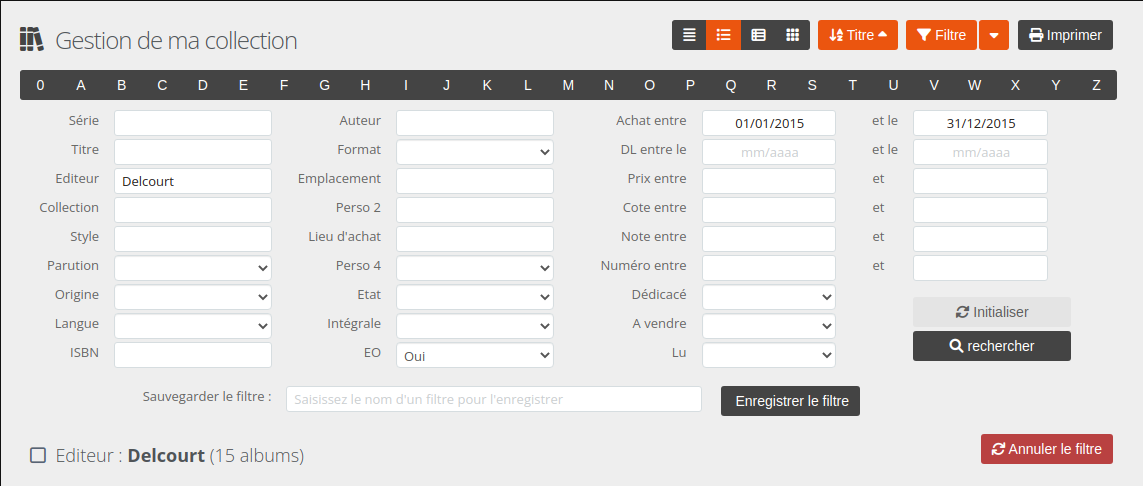 Gestion de ma collection
Titre Filtre Imprimer
0 A B C D E F G H I J K L M N O P Q R S T U V W X Y Z
Série Auteur Achat entre 01/01/2015 et le 31/12/2015
Titre Format DL entre le mm/aaaa et le mm/aaaa
Editeur Delcourt Emplacement Prix entre et
Collection Perso 2 Cote entre et
Style Lieu d'achat Note entre et
Parution Perso 4 Numéro entre et
Origine Etat Dédicacé
Initialiser
Langue Intégrale A vendre
rechercher
ISBN EO Oui Lu
Sauvegarder le filtre : Saisissez le nom d'un filtre pour l'enregistrer Enregistrer le filtre
Editeur : Delcourt (15 albums) Annuler le filtre